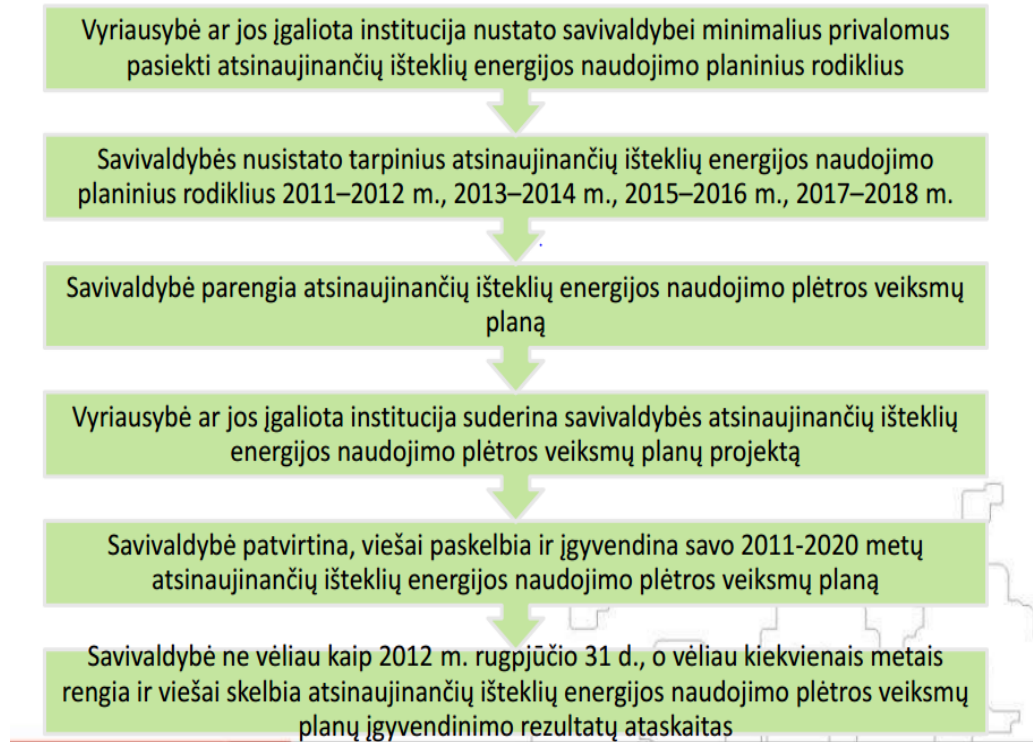 Vyriausybė ar jos įgaliota institucija nustato savivaldybei minimalius privalomus
pasiekti atsinaujinančių išteklių energijos naudojimo planinius rodiklius
Savivaldybės nusistato tarpinius atsinaujinančių išteklių energijos naudojimo
planinius rodiklius 2011–2012 m., 2013–2014 m., 2015–2016 m., 2017–2018 m.
Savivaldybė parengia atsinaujinančių išteklių energijos naudojimo plėtros veiksmų
planą
Vyriausybė ar jos įgaliota institucija suderina savivaldybės atsinaujinančių išteklių
energijos naudojimo plėtros veiksmų planų projektą
Savivaldybė patvirtina, viešai paskelbia ir įgyvendina savo 2011-2020 metų
atsinaujinančių išteklių energijos naudojimo plėtros veiksmų planą
Savivaldybė ne vėliau kaip 2012 m. rugpjūčio 31 d., o vėliau kiekvienais metais
rengia ir viešai skelbia atsinaujinančių išteklių energijos naudojimo plėtros veiksmų
planų įgyvendinimo rezultatų ataskaitas